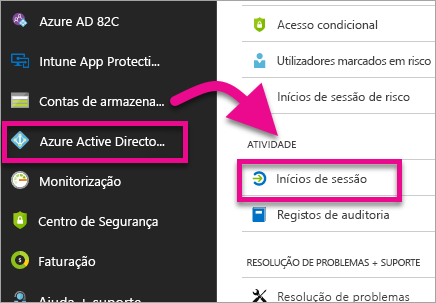 Azure AD 82C
Intune App Protecti...
Contas de armazena...
Azure Active Directo...
Monitorização
Centro de Segurança
Faturação
Ajuda + suporte
Acesso condicional
Utilizadores marcados em risco
Inícios de sessão de risco
ATIVIDADE
Inícios de sessão
Registos de auditoria
RESOLUÇÃO DE PROBLEMAS + SUPORTE
Resolução de problemas